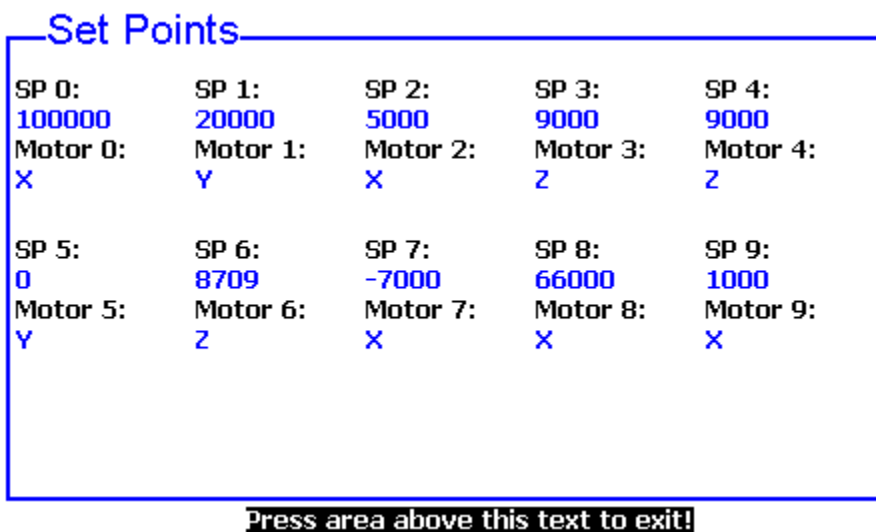 Set Points
SP 0: SP 1: SP 2: SP 3: SP 4:
100000 20000 5000 9000 9000
Motor 0: Motor 1: Motor 2: Motor 3: Motor 4:
X Y X Z Z
SP 5: SP 6: SP 7: SP 8: SP 9:
0 8709 -7000 66000 1000
Motor 5: Motor 6: Motor 7: Motor 8: Motor 9:
Y Z X X X
Press area above this text to exit!